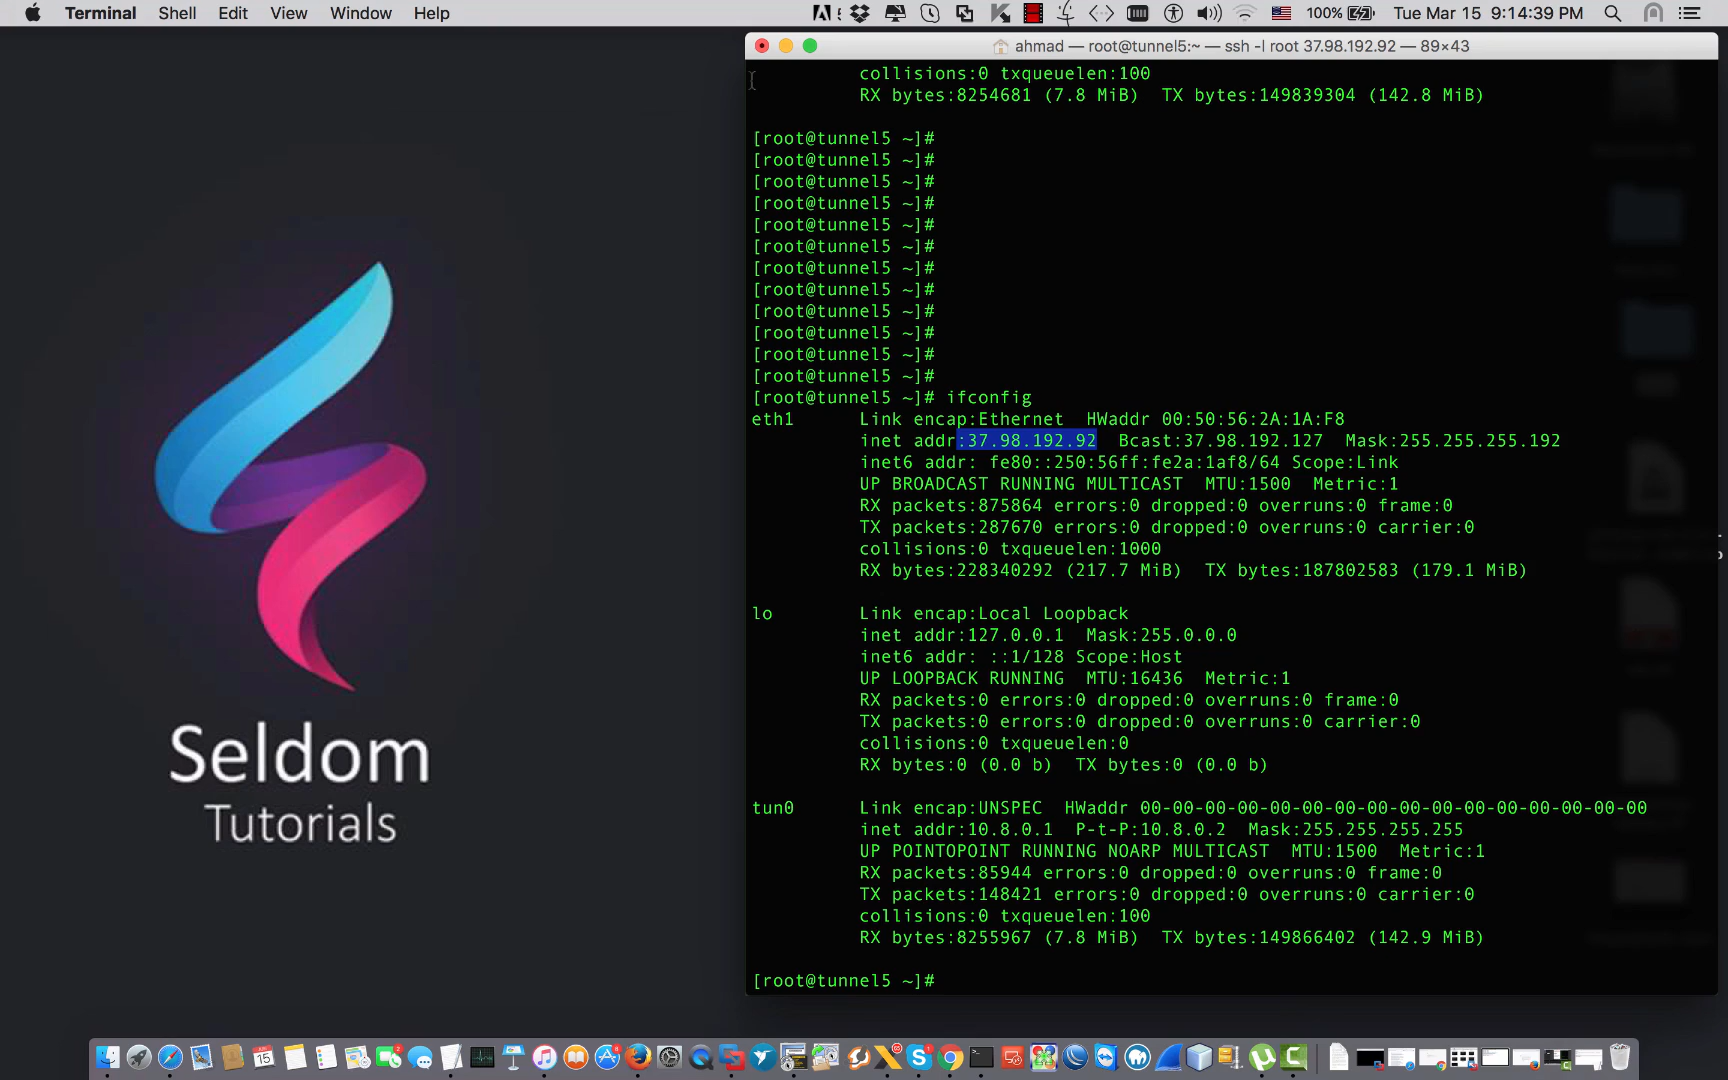 Terminal Shell Edit View Window Help 100% Tue Mar 15 9:14:39 PM
ahmad — root@tunnel5:~ — ssh -l root 37.98.192.92 — 89×43
collisions:0 txqueuelen:100
RX bytes:8254681 (7.8 MiB) TX bytes:149839304 (142.8 MiB)
[root@tunnel5 ~]#
[root@tunnel5 ~]#
[root@tunnel5 ~]#
[root@tunnel5 ~]#
[root@tunnel5 ~]#
[root@tunnel5 ~]#
[root@tunnel5 ~]#
[root@tunnel5 ~]#
[root@tunnel5 ~]#
[root@tunnel5 ~]#
[root@tunnel5 ~]#
[root@tunnel5 ~]#
[root@tunnel5 ~]# ifconfig
eth1 Link encap:Ethernet HWaddr 00:50:56:2A:1A:F8
inet addr:37.98.192.92 Bcast:37.98.192.127 Mask:255.255.255.192
inet6 addr: fe80::250:56ff:fe2a:1af8/64 Scope:Link
UP BROADCAST RUNNING MULTICAST MTU:1500 Metric:1
RX packets:875864 errors:0 dropped:0 overruns:0 frame:0
TX packets:287670 errors:0 dropped:0 overruns:0 carrier:0
collisions:0 txqueuelen:1000
RX bytes:228340292 (217.7 MiB) TX bytes:187802583 (179.1 MiB)
lo Link encap:Local Loopback
inet addr:127.0.0.1 Mask:255.0.0.0
inet6 addr: ::1/128 Scope:Host
UP LOOPBACK RUNNING MTU:16436 Metric:1
RX packets:0 errors:0 dropped:0 overruns:0 frame:0
TX packets:0 errors:0 dropped:0 overruns:0 carrier:0
collisions:0 txqueuelen:0
RX bytes:0 (0.0 b) TX bytes:0 (0.0 b)
tun0 Link encap:UNSPEC HWaddr 00-00-00-00-00-00-00-00-00-00-00-00-00-00-00-00
inet addr:10.8.0.1 P-t-P:10.8.0.2 Mask:255.255.255.255
UP POINTOPOINT RUNNING NOARP MULTICAST MTU:1500 Metric:1
RX packets:85944 errors:0 dropped:0 overruns:0 frame:0
TX packets:148421 errors:0 dropped:0 overruns:0 carrier:0
collisions:0 txqueuelen:100
RX bytes:8255967 (7.8 MiB) TX bytes:149866402 (142.9 MiB)
[root@tunnel5 ~]#
Seldom
Tutorials
15